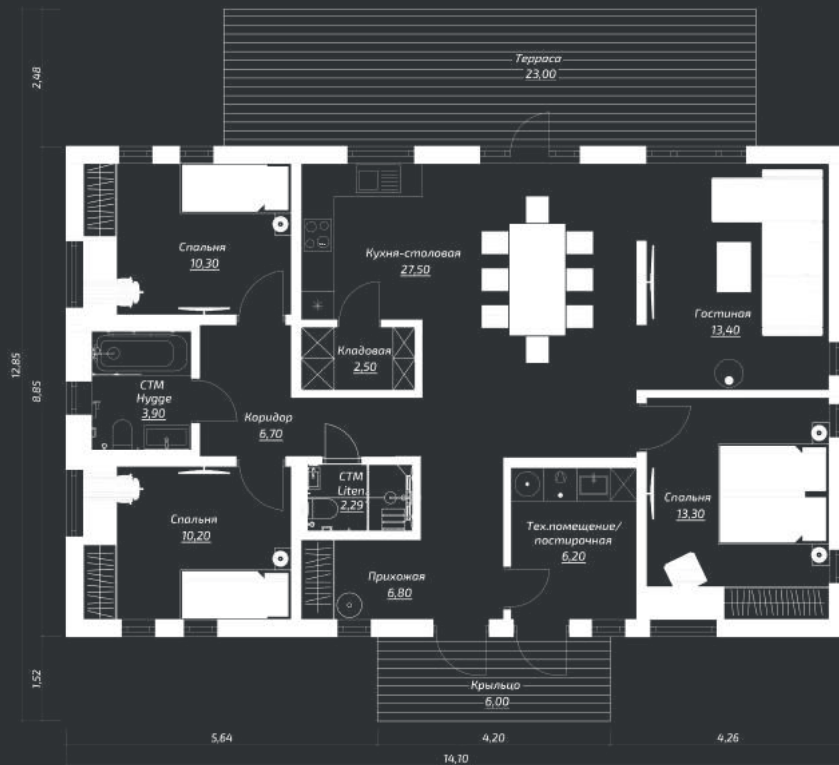 Терраса
23,00
2,48
Спальня
10,30
Кухня-столовая
27,50
Гостиная
13,40
12,85
8,85
Кладовая
2,50
СТМ
Hygge
3,90
Коридор
6,70
СТМ
Liten
2,29
Спальня
10,20
Тех.помещение/
постирочная
6,20
Спальня
13,30
Прихожая
6,80
1,52
Крыльцо
6,00
5,64
4,20
4,26
14,10